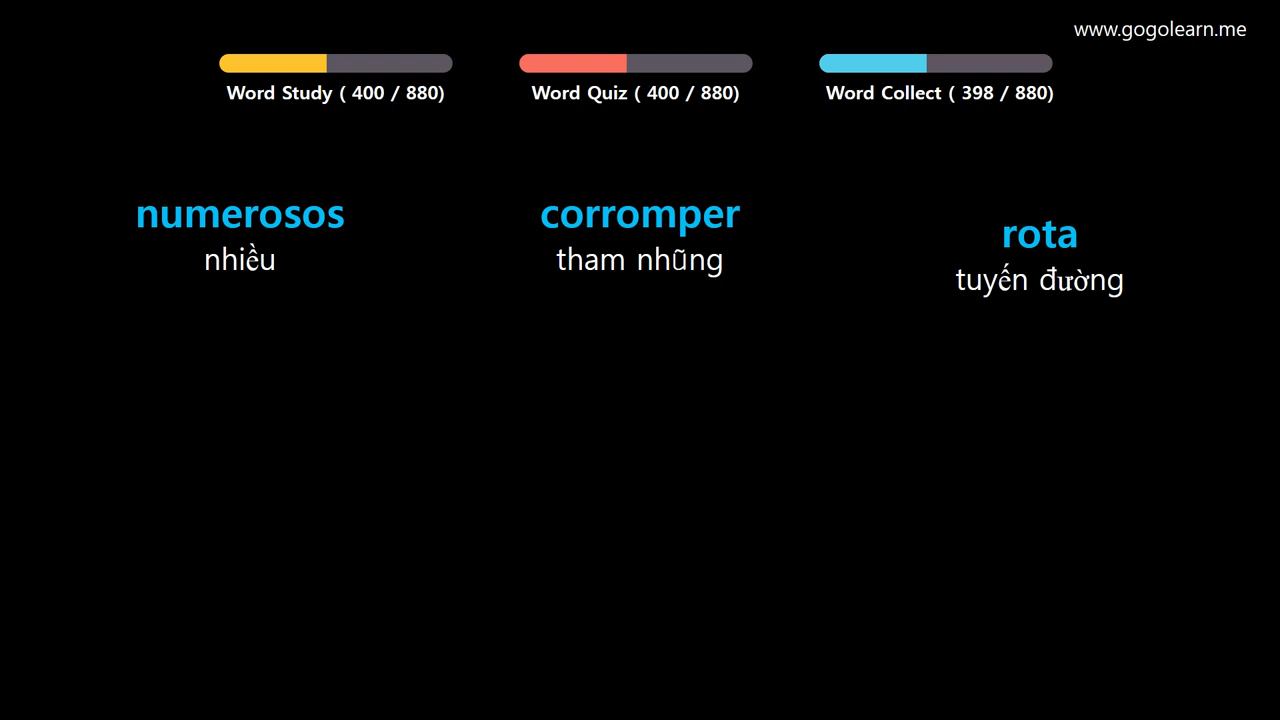 www.gogolearn.me
Word Study ( 400 / 880)
Word Quiz ( 400 / 880)
Word Collect ( 398 / 880)
numerosos
nhiều
corromper
tham nhũng
rota
tuyến đường